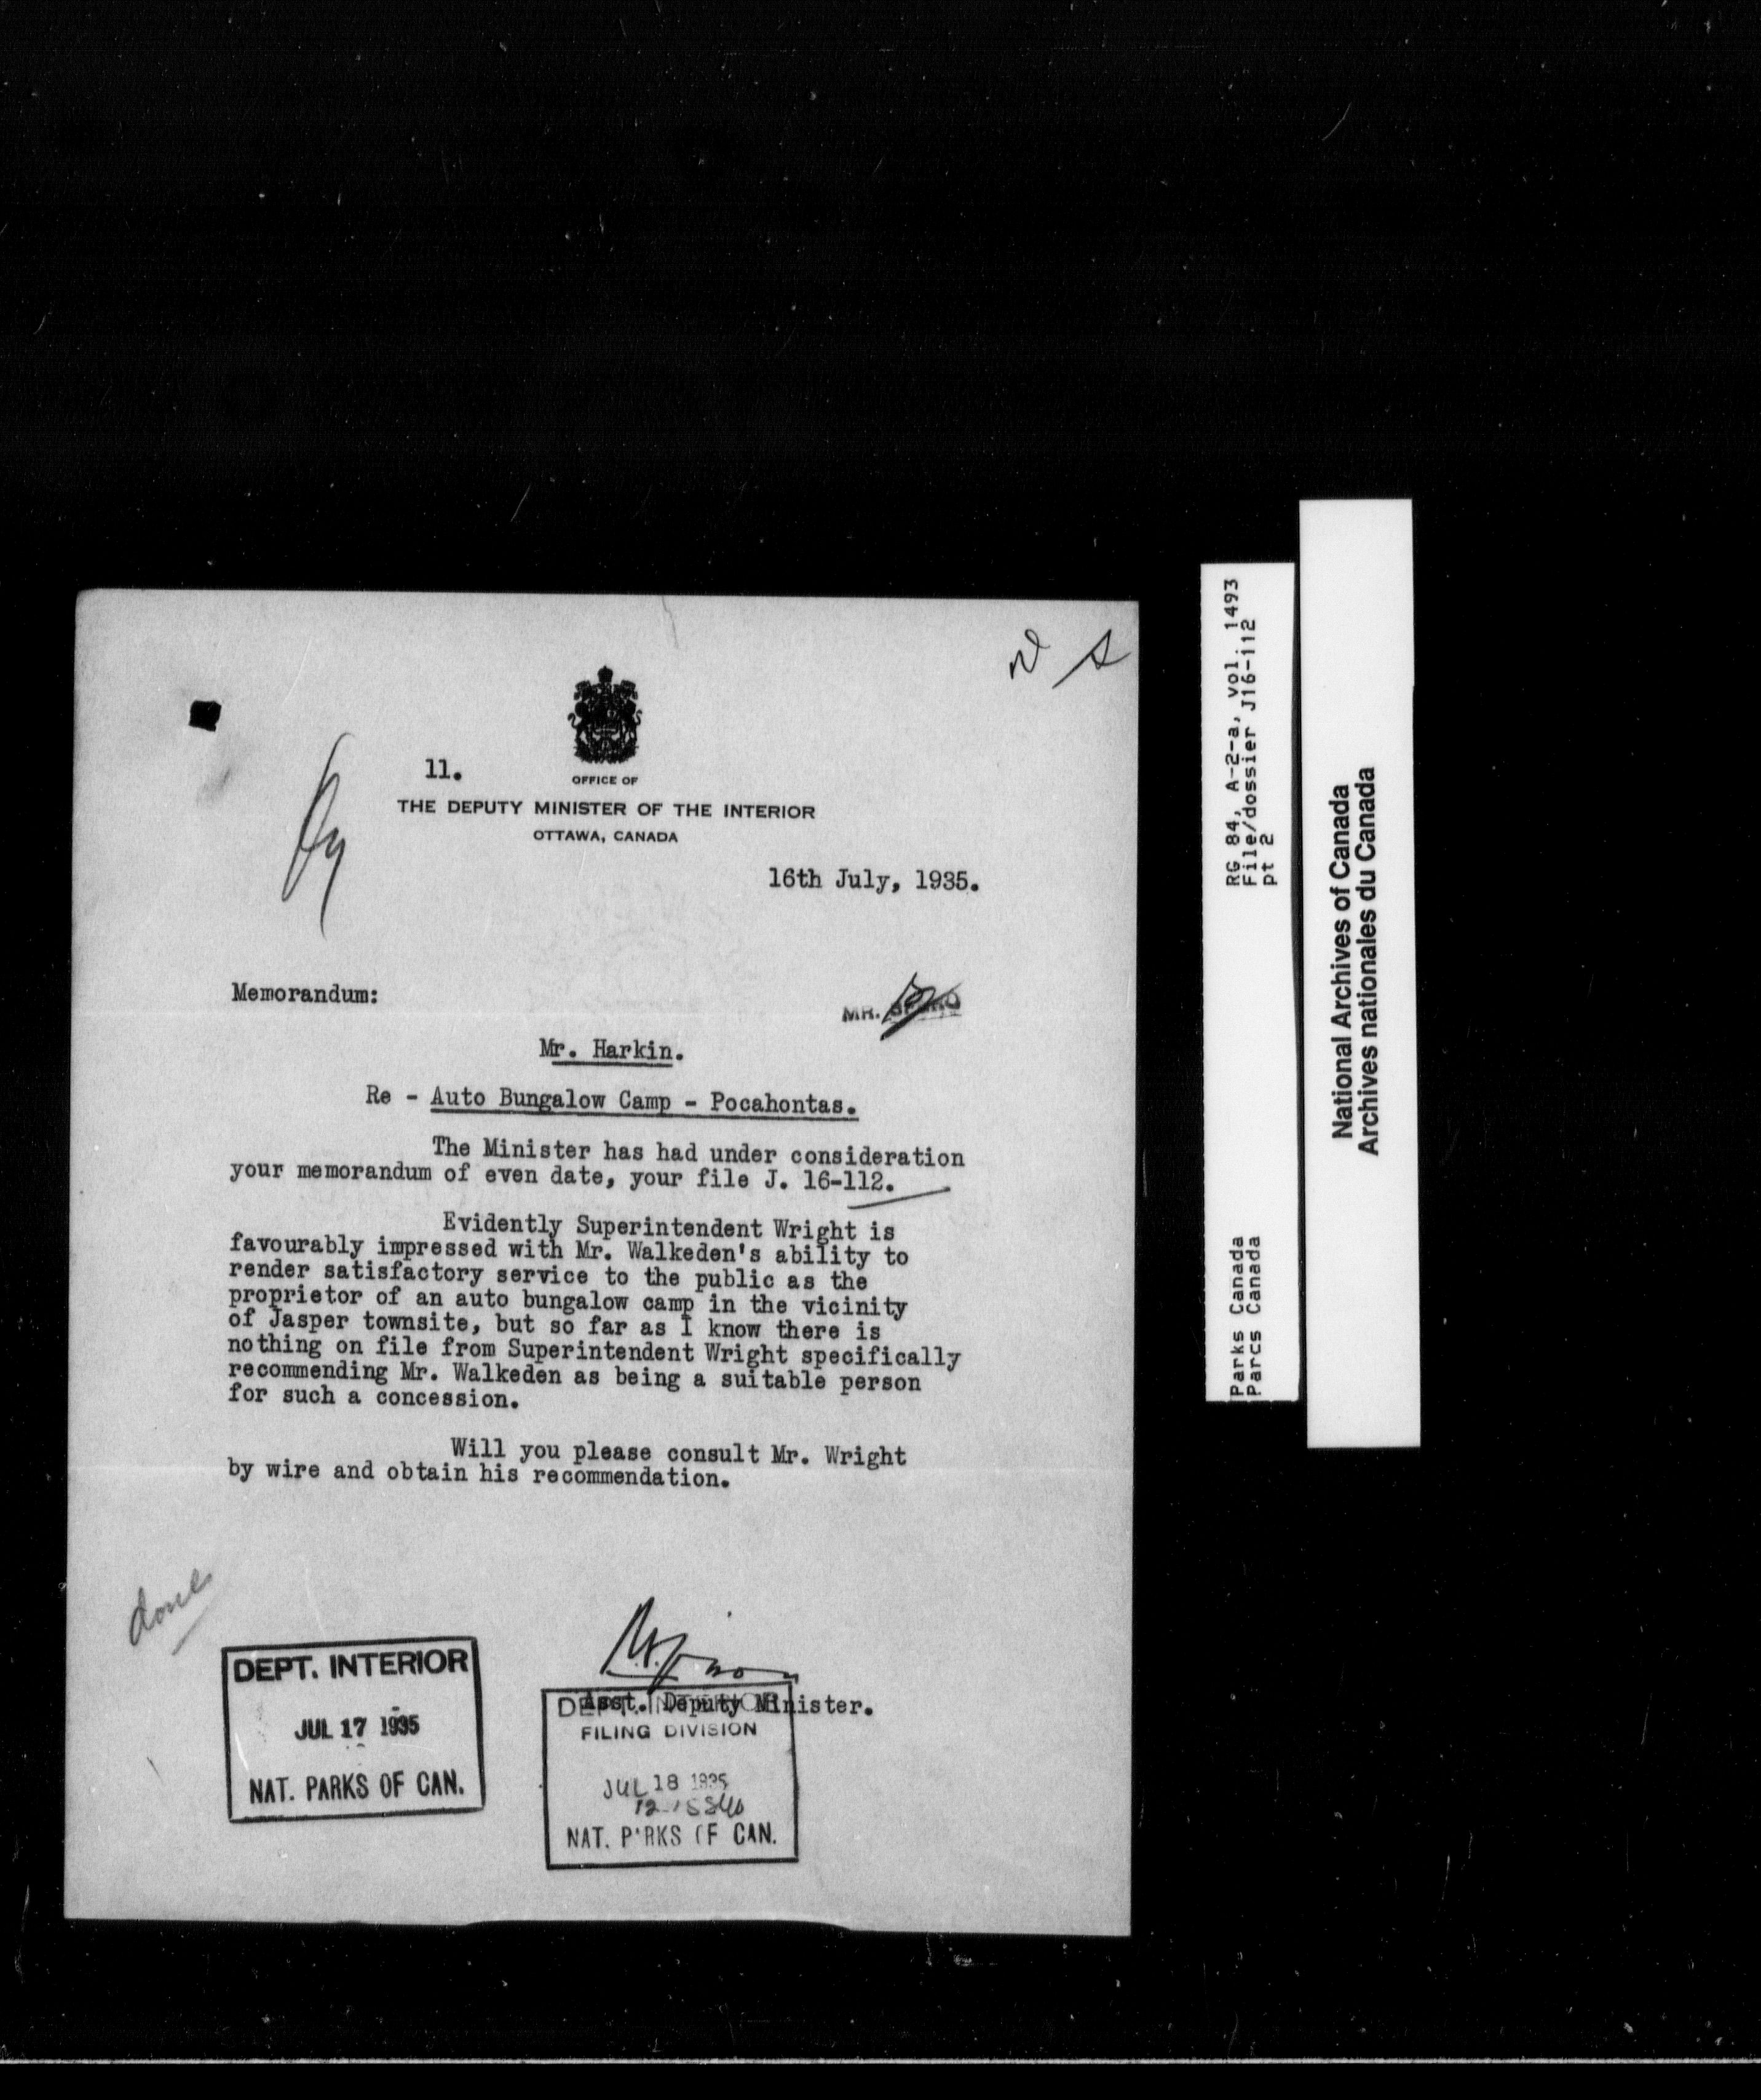 11.
OFFICE OF
THE DEPUTY MINISTER OF THE INTERIOR
OTTAWA, CANADA
16th July, 1935.
Memorandum:
MR.
Mr. Harkin.
Re - Auto Bungalow Camp - Pocahontas.
The Minister has had under consideration
your memorandum of even date, your file J. 16-112.
Evidently Superintendent Wright is
favourably impressed with Mr. Walkeden's ability to
render satisfactory service to the public as the
proprietor of an auto bungalow camp in the vicinity
of Jasper townsite, but so far as I know there is
nothing on file from Superintendent Wright specifically
recommending Mr. Walkeden as being a suitable person
for such a concession.
Will you please consult Mr. Wright
by wire and obtain his recommendation.
done
Asst. Deputy Minister.
DEPT. INTERIOR
JUL 17 1935
NAT. PARKS OF CAN.
DEPT. INTERIOR
FILING DIVISION
JUL 18 1935
NAT. PARKS OF CAN.
RG 84, A-2-a, vol. 1493
File/dossier J16-112
pt 2
Parks Canada
Parcs Canada
National Archives of Canada
Archives nationales du Canada